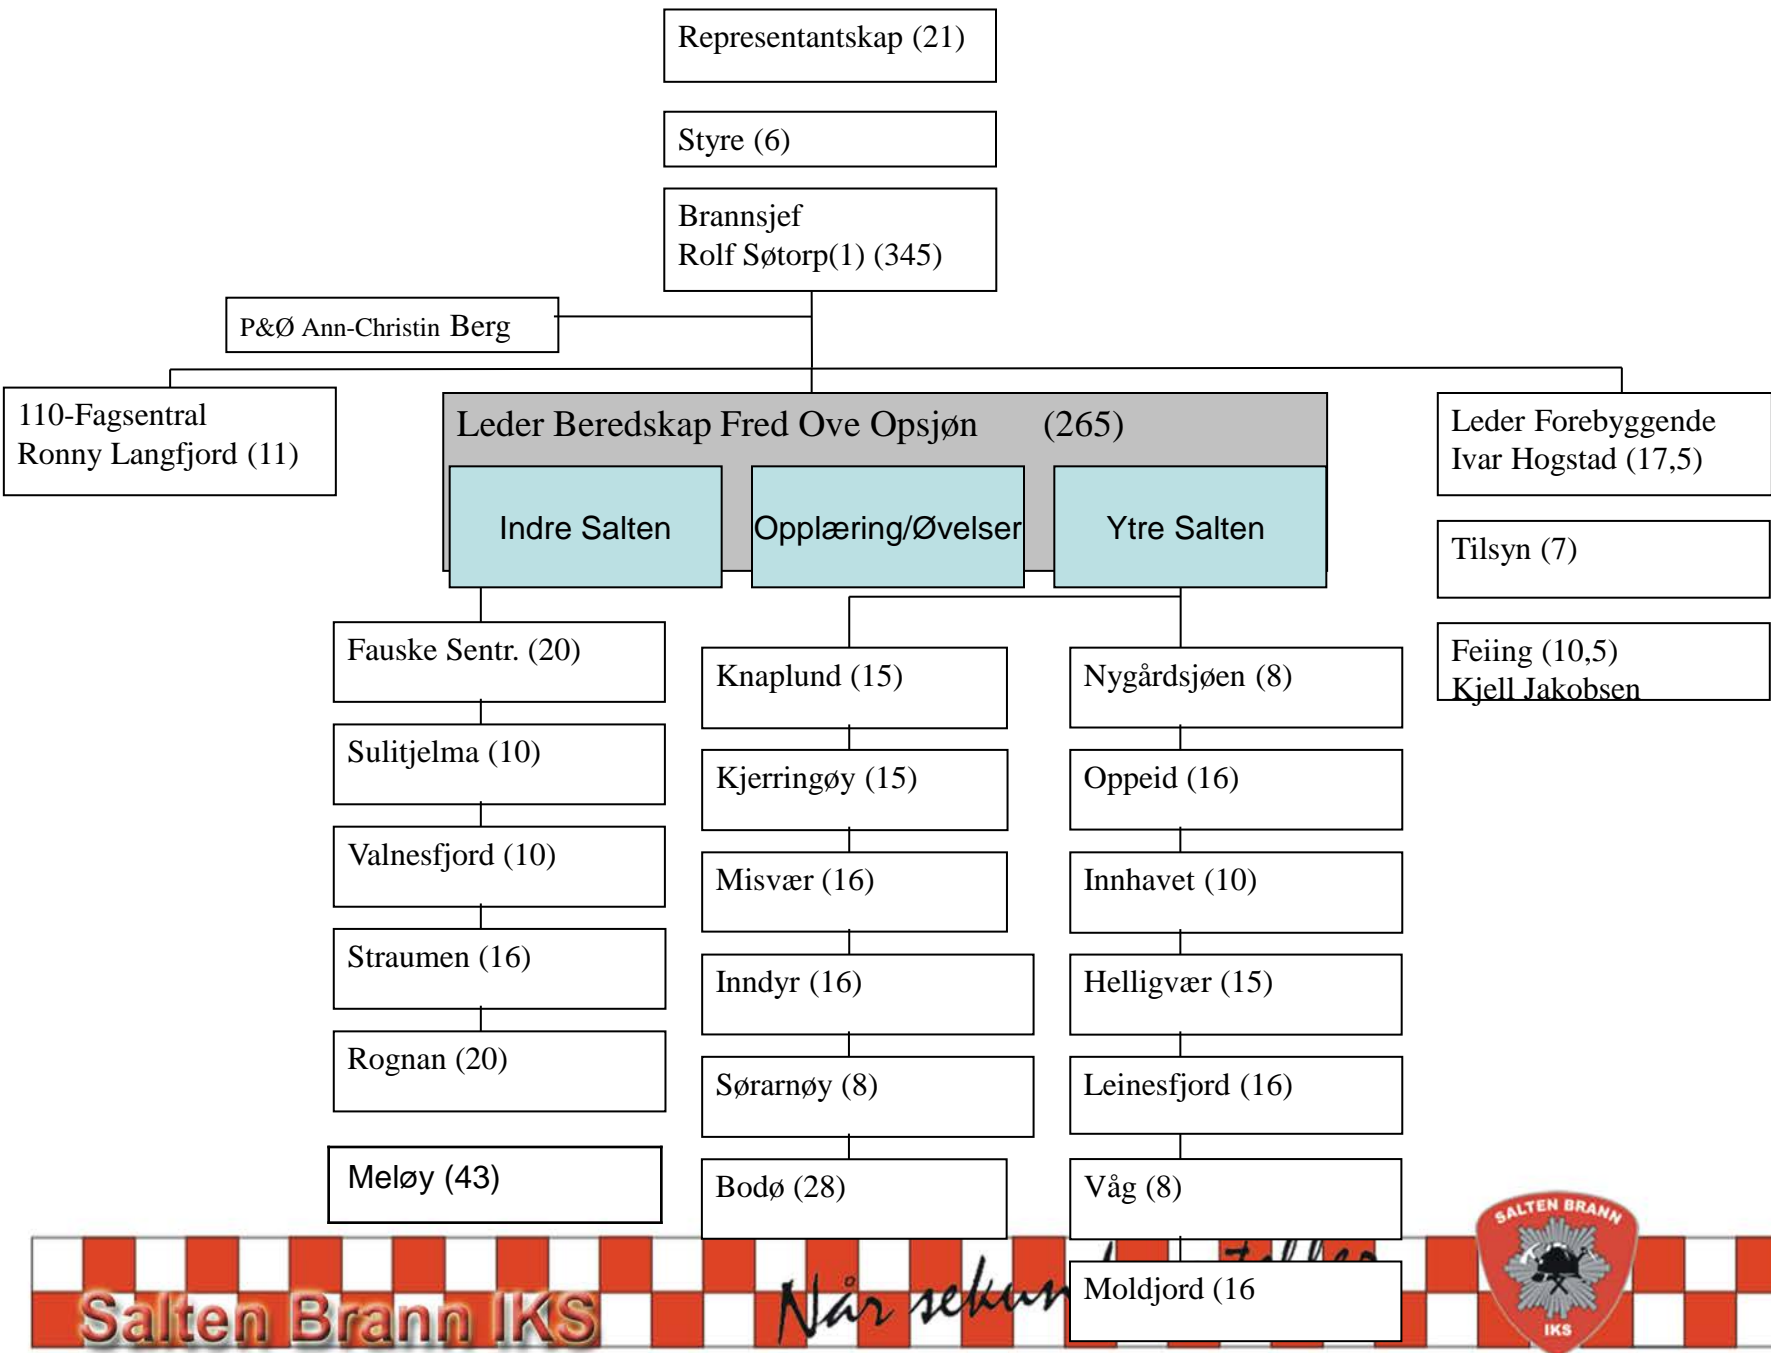 Representantskap (21)
Styre (6)
Brannsjef
Rolf Søtorp(1) (345)
P&Ø Ann-Christin Berg
110-Fagsentral
Ronny Langfjord (11)
Leder Beredskap Fred Ove Opsjøn (265)
Indre Salten
Opplæring/Øvelser
Ytre Salten
Leder Forebyggende
Ivar Hogstad (17,5)
Tilsyn (7)
Feiing (10,5)
Kjell Jakobsen
Fauske Sentr. (20)
Sulitjelma (10)
Valnesfjord (10)
Straumen (16)
Rognan (20)
Meløy (43)
Knaplund (15)
Kjerringøy (15)
Misvær (16)
Inndyr (16)
Sørarnøy (8)
Bodø (28)
Nygårdsjøen (8)
Oppeid (16)
Innhavet (10)
Helligvær (15)
Leinesfjord (16)
Våg (8)
Moldjord (16
Salten Brann IKS
Når sekun
SALTEN BRANN
IKS